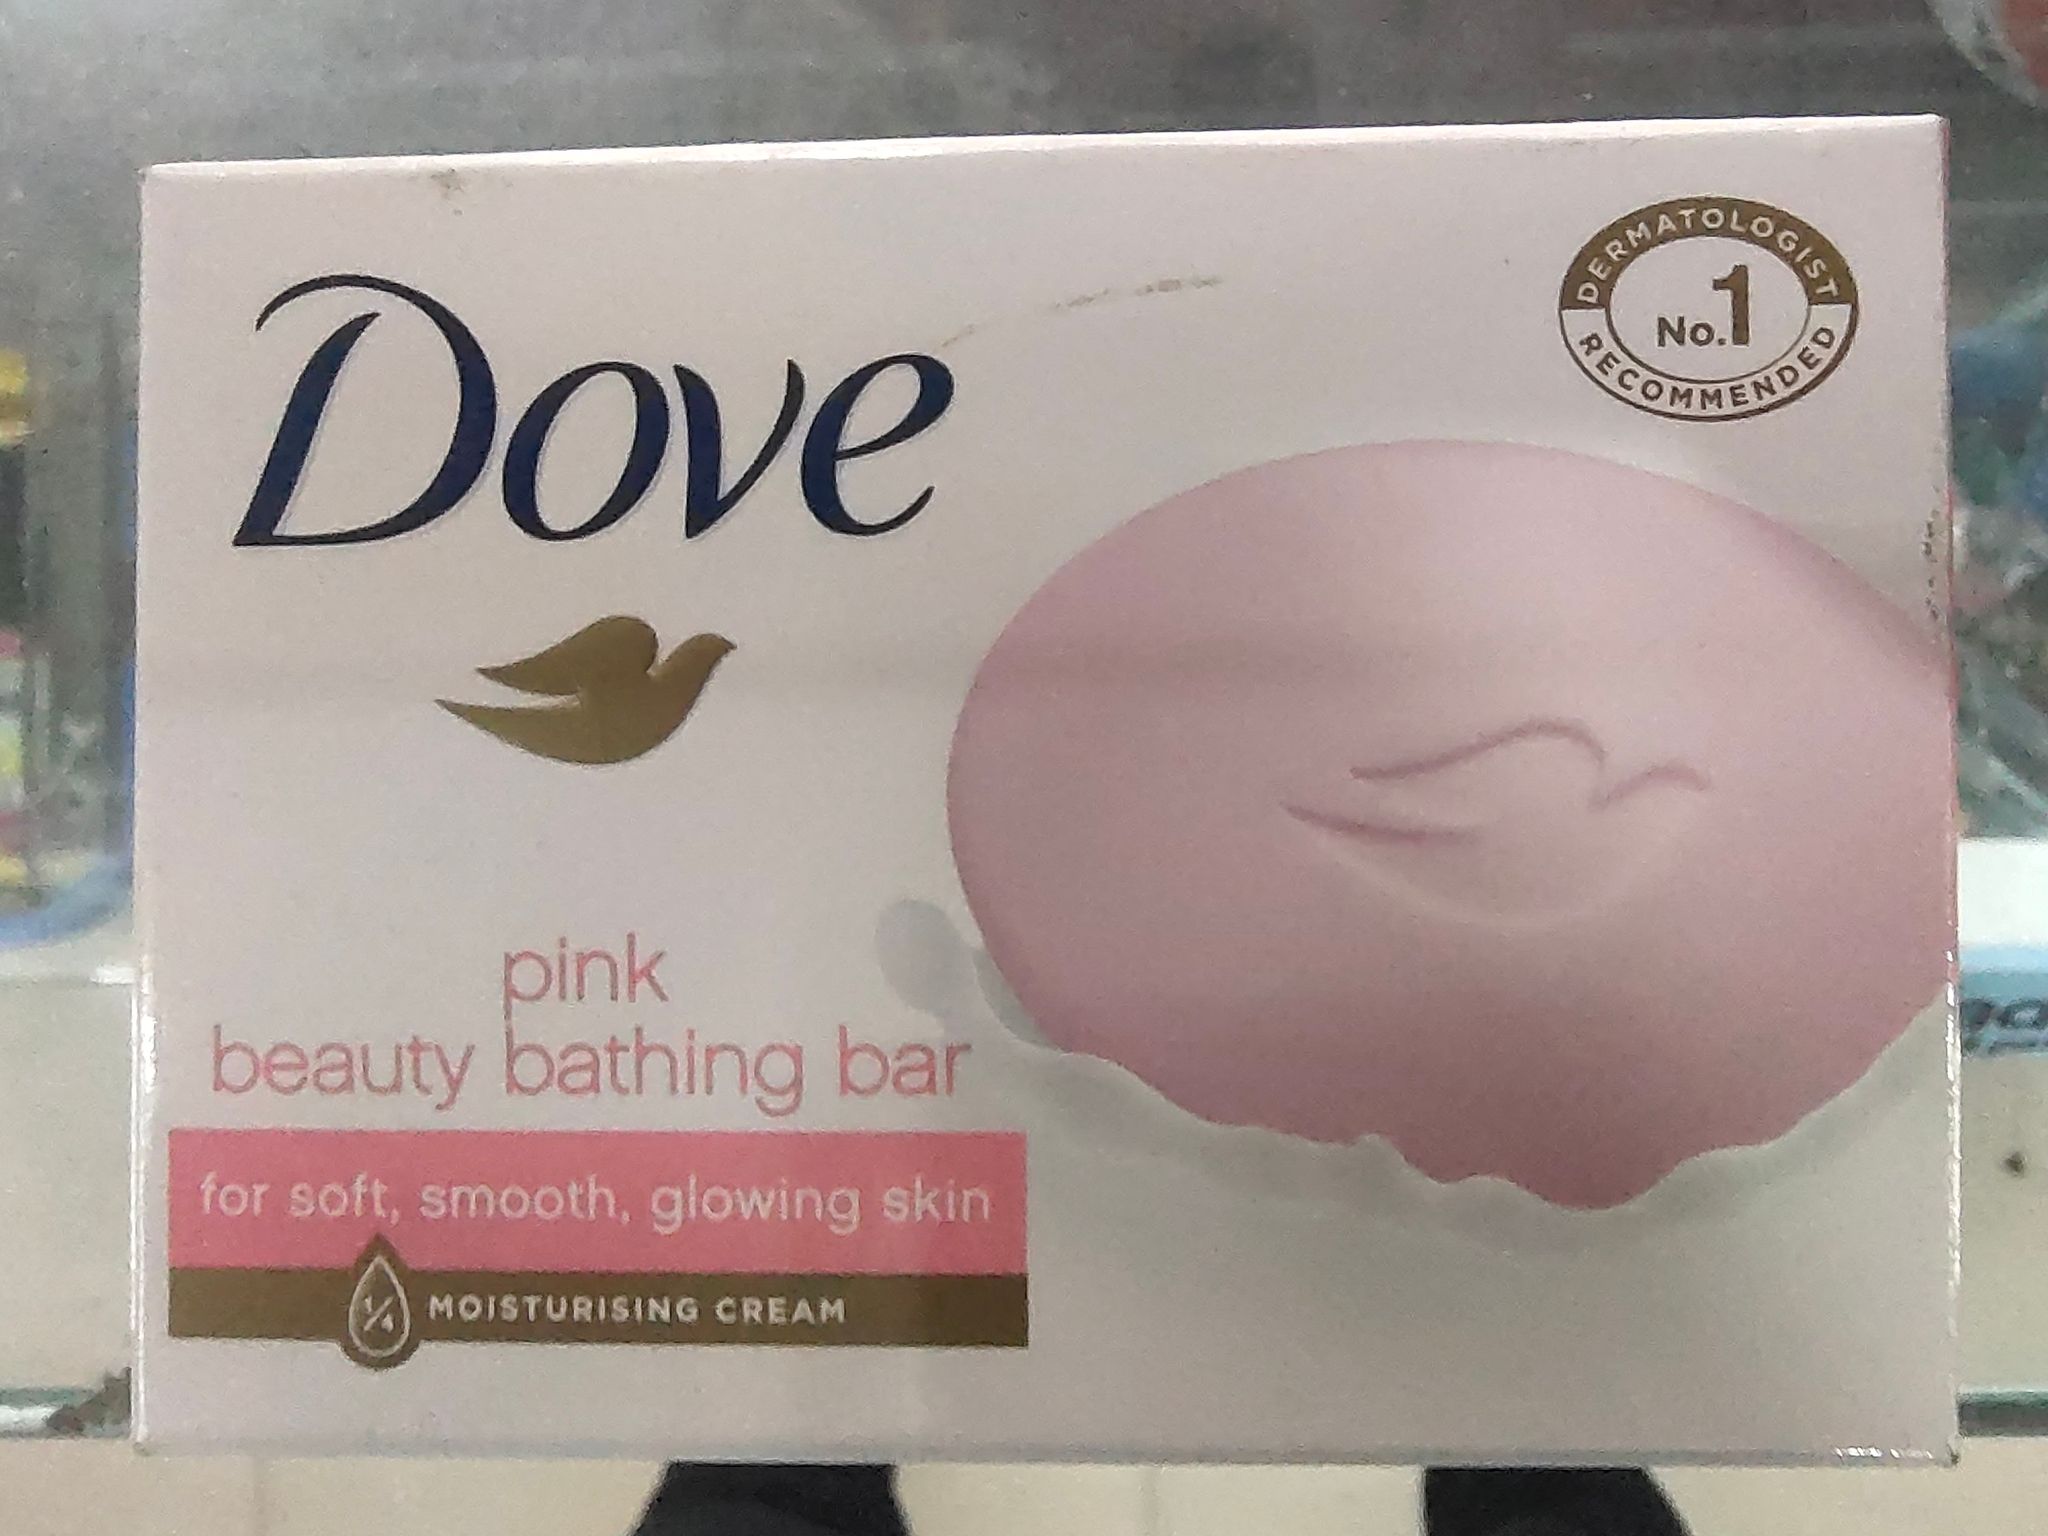 Dove
DERMATOLOGIST
No.1
RECOMMENDED
pink
beauty bathing bar
for soft, smooth, glowing skin
1/4 MOISTURISING CREAM